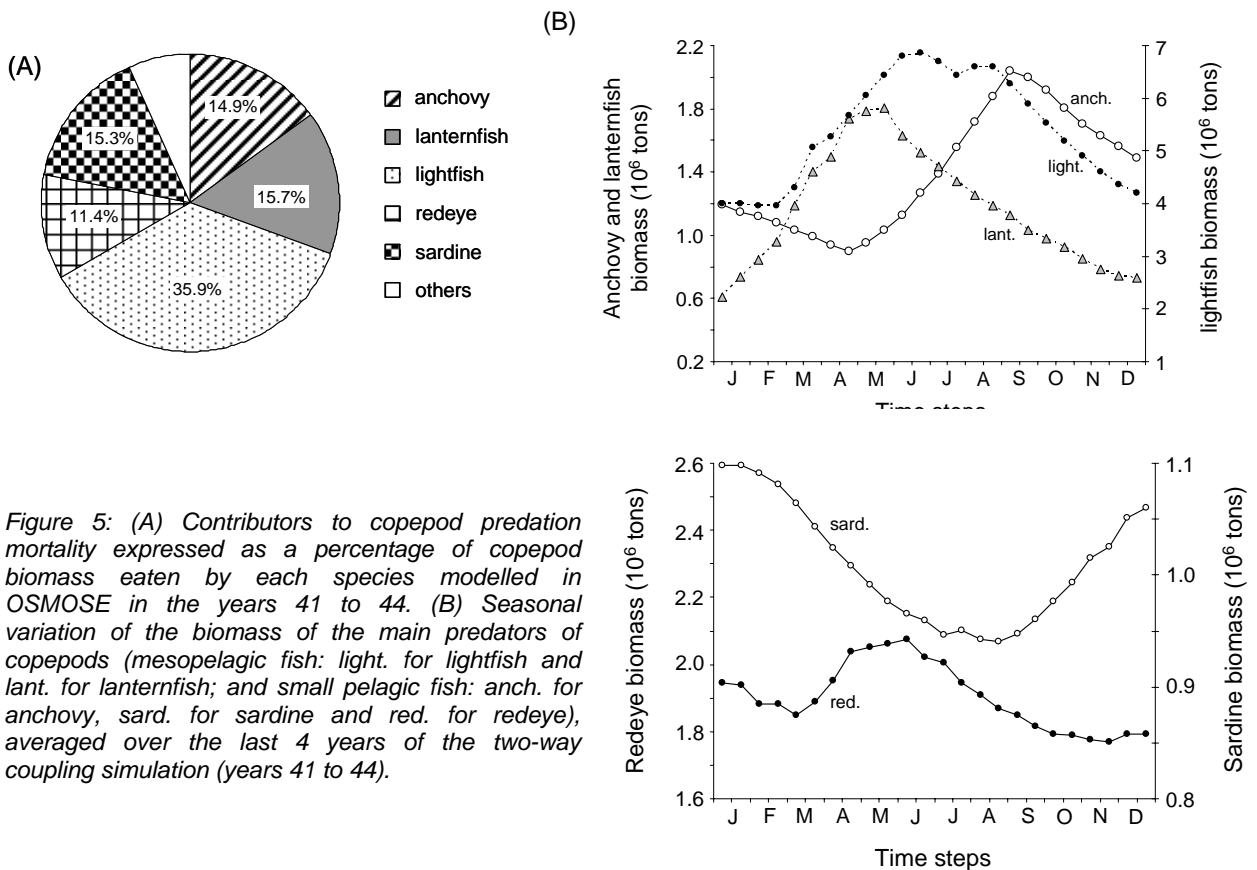 (A)
14.9%
15.7%
35.9%
11.4%
15.3%
anchovy
lanternfish
lightfish
redeye
sardine
others
(B)
Anchovy and lanternfish
biomass (10⁶ tons)
2.2
1.8
1.4
1.0
0.6
0.2
anch.
light.
lant.
7
6
5
4
3
2
1
lightfish biomass (10⁶ tons)
J F M A M J J A S O N D
Time steps
Redeye biomass (10⁶ tons)
2.6
2.4
2.2
2.0
1.8
1.6
sard.
red.
1.1
1.0
0.9
0.8
Sardine biomass (10⁶ tons)
J F M A M J J A S O N D
Time steps
Figure 5: (A) Contributors to copepod predation
mortality expressed as a percentage of copepod
biomass eaten by each species modelled in
OSMOSE in the years 41 to 44. (B) Seasonal
variation of the biomass of the main predators of
copepods (mesopelagic fish: light. for lightfish and
lant. for lanternfish; and small pelagic fish: anch. for
anchovy, sard. for sardine and red. for redeye),
averaged over the last 4 years of the two-way
coupling simulation (years 41 to 44).